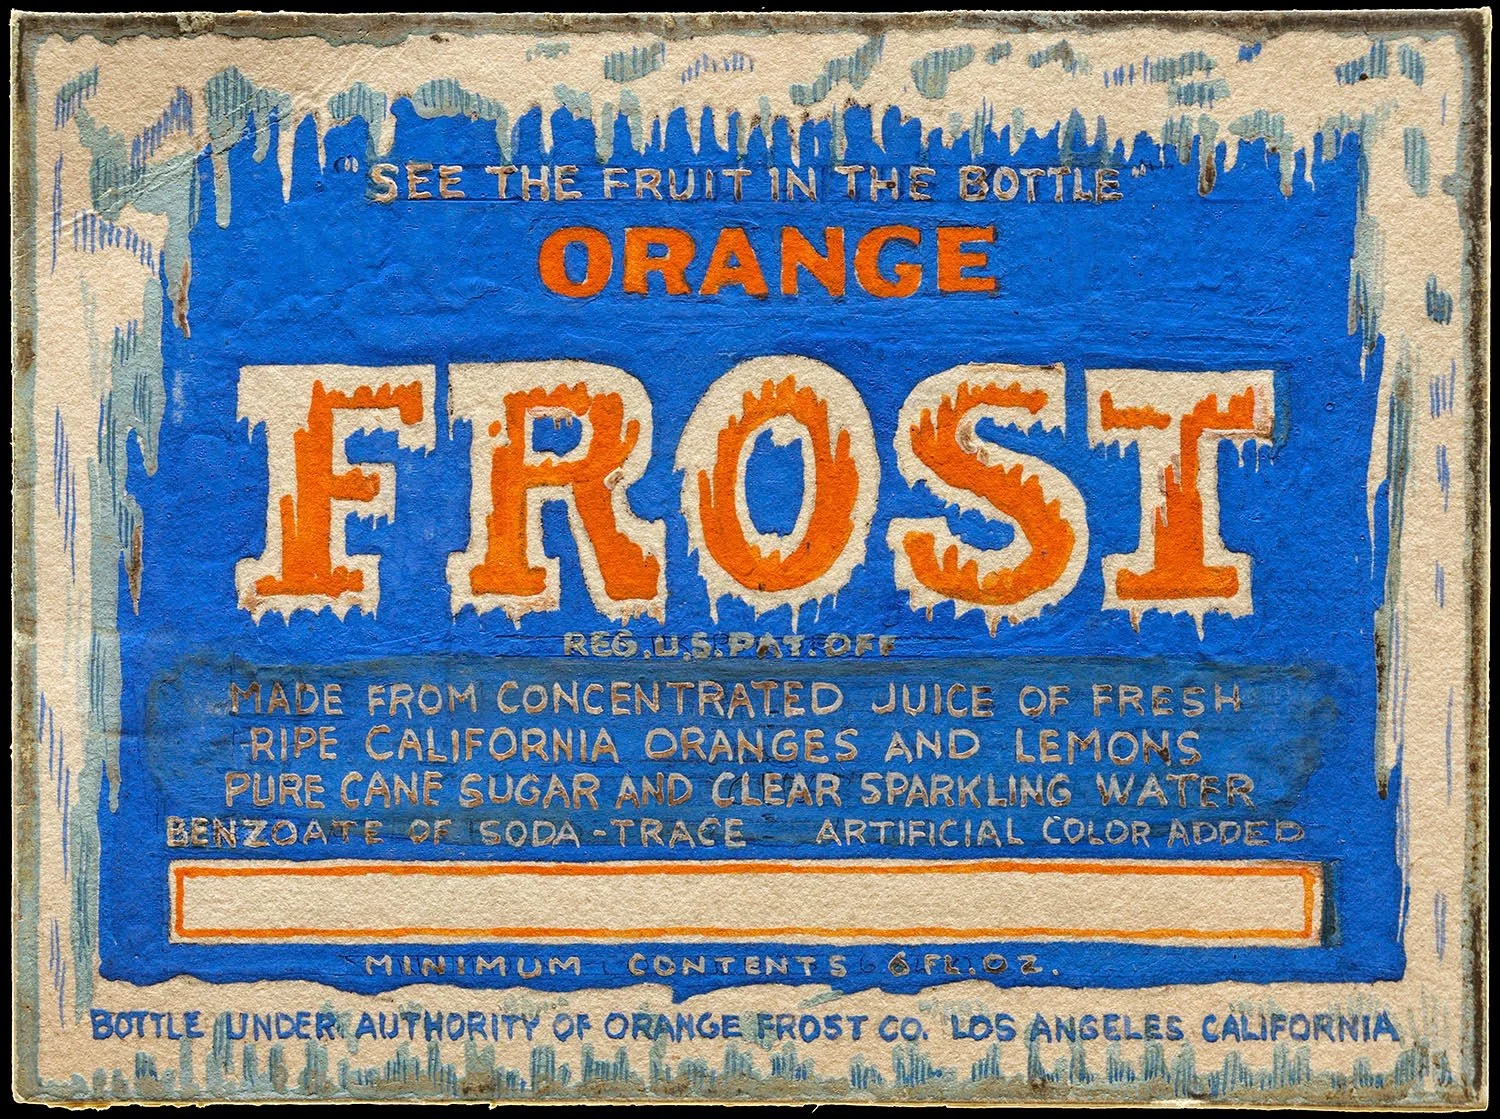 "SEE THE FRUIT IN THE BOTTLE"
ORANGE
FROST
REG.U.S.PAT.OFF
MADE FROM CONCENTRATED JUICE OF FRESH
RIPE CALIFORNIA ORANGES AND LEMONS
PURE CANE SUGAR AND CLEAR SPARKLING WATER
BENZOATE OF SODA-TRACE ARTIFICIAL COLOR ADDED
MINIMUM CONTENTS 6 FL.OZ.
BOTTLE UNDER AUTHORITY OF ORANGE FROST CO. LOS ANGELES CALIFORNIA